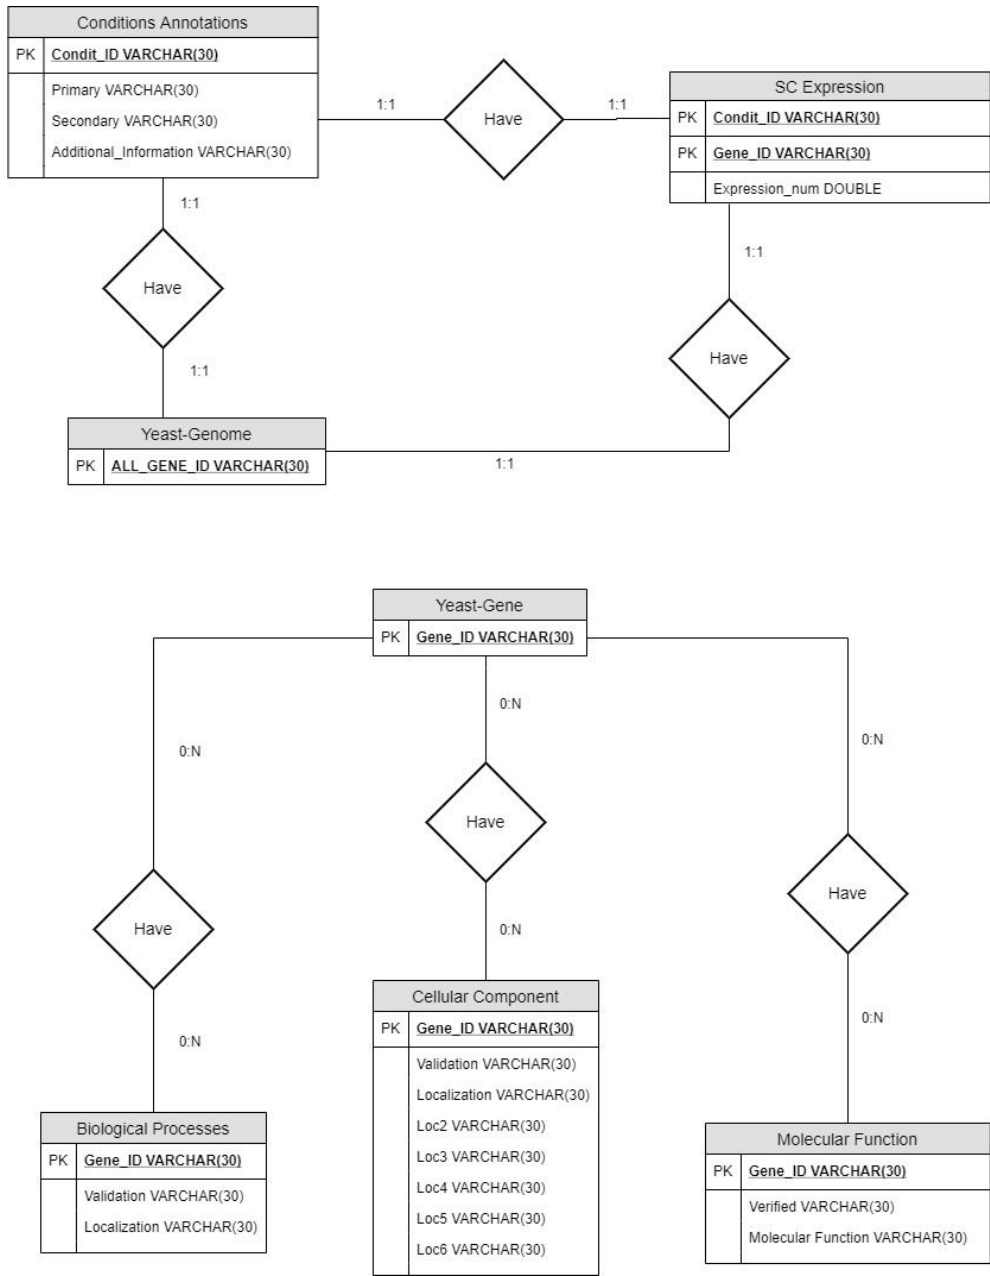 Conditions Annotations
PK Condit_ID VARCHAR(30)
Primary VARCHAR(30)
Secondary VARCHAR(30)
Additional_Information VARCHAR(30)
1:1
Have
1:1
SC Expression
PK Condit_ID VARCHAR(30)
PK Gene_ID VARCHAR(30)
Expression_num DOUBLE
1:1
Have
1:1
1:1
Have
1:1
Yeast-Genome
PK ALL_GENE_ID VARCHAR(30)
Yeast-Gene
PK Gene_ID VARCHAR(30)
0:N
Have
0:N
0:N
Have
0:N
0:N
Have
0:N
Biological Processes
PK Gene_ID VARCHAR(30)
Validation VARCHAR(30)
Localization VARCHAR(30)
Cellular Component
PK Gene_ID VARCHAR(30)
Validation VARCHAR(30)
Localization VARCHAR(30)
Loc2 VARCHAR(30)
Loc3 VARCHAR(30)
Loc4 VARCHAR(30)
Loc5 VARCHAR(30)
Loc6 VARCHAR(30)
Molecular Function
PK Gene_ID VARCHAR(30)
Verified VARCHAR(30)
Molecular Function VARCHAR(30)